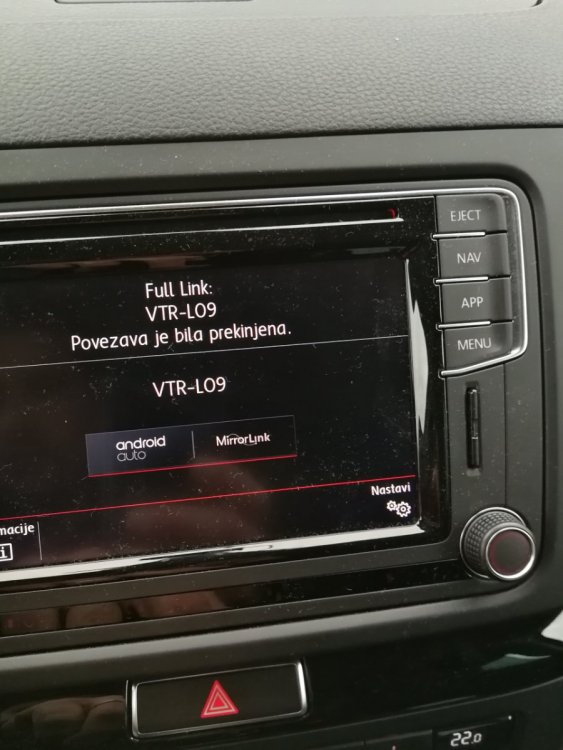 EJECT
NAV
APP
MENU
Full Link:
VTR-L09
Povezava je bila prekinjena.
VTR-L09
android
auto
MirrorLink
Nastavi
macije
i
22.0